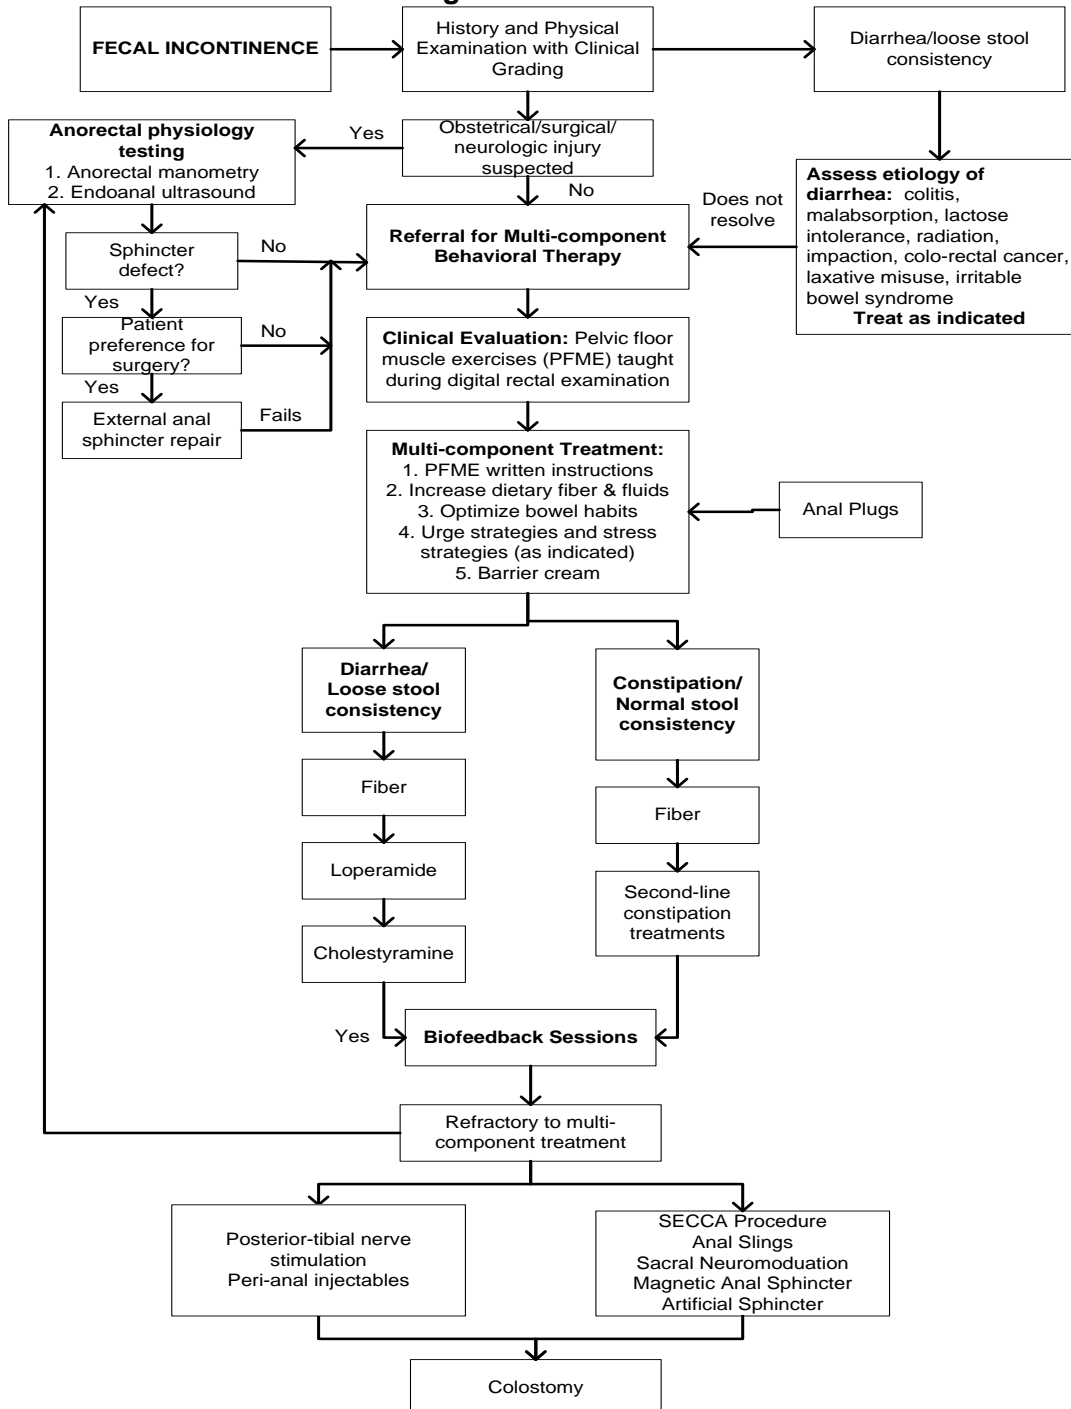 FECAL INCONTINENCE
History and Physical
Examination with Clinical
Grading
Diarrhea/loose stool
consistency
Anorectal physiology
testing
1. Anorectal manometry
2. Endoanal ultrasound
Yes
Obstetrical/surgical/
neurologic injury
suspected
No
Assess etiology of
diarrhea: colitis,
malabsorption, lactose
intolerance, radiation,
impaction, colo-rectal cancer,
laxative misuse, irritable
bowel syndrome
Treat as indicated
Does not
resolve
Sphincter
defect?
No
Referral for Multi-component
Behavioral Therapy
Yes
Patient
preference for
surgery?
No
Clinical Evaluation: Pelvic floor
muscle exercises (PFME) taught
during digital rectal examination
Yes
External anal
sphincter repair
Fails
Multi-component Treatment:
1. PFME written instructions
2. Increase dietary fiber & fluids
3. Optimize bowel habits
4. Urge strategies and stress
strategies (as indicated)
5. Barrier cream
Anal Plugs
Diarrhea/
Loose stool
consistency
Constipation/
Normal stool
consistency
Fiber
Fiber
Loperamide
Second-line
constipation
treatments
Cholestyramine
Yes
Biofeedback Sessions
Refractory to multi-
component treatment
Posterior-tibial nerve
stimulation
Peri-anal injectables
SECCA Procedure
Anal Slings
Sacral Neuromoduation
Magnetic Anal Sphincter
Artificial Sphincter
Colostomy